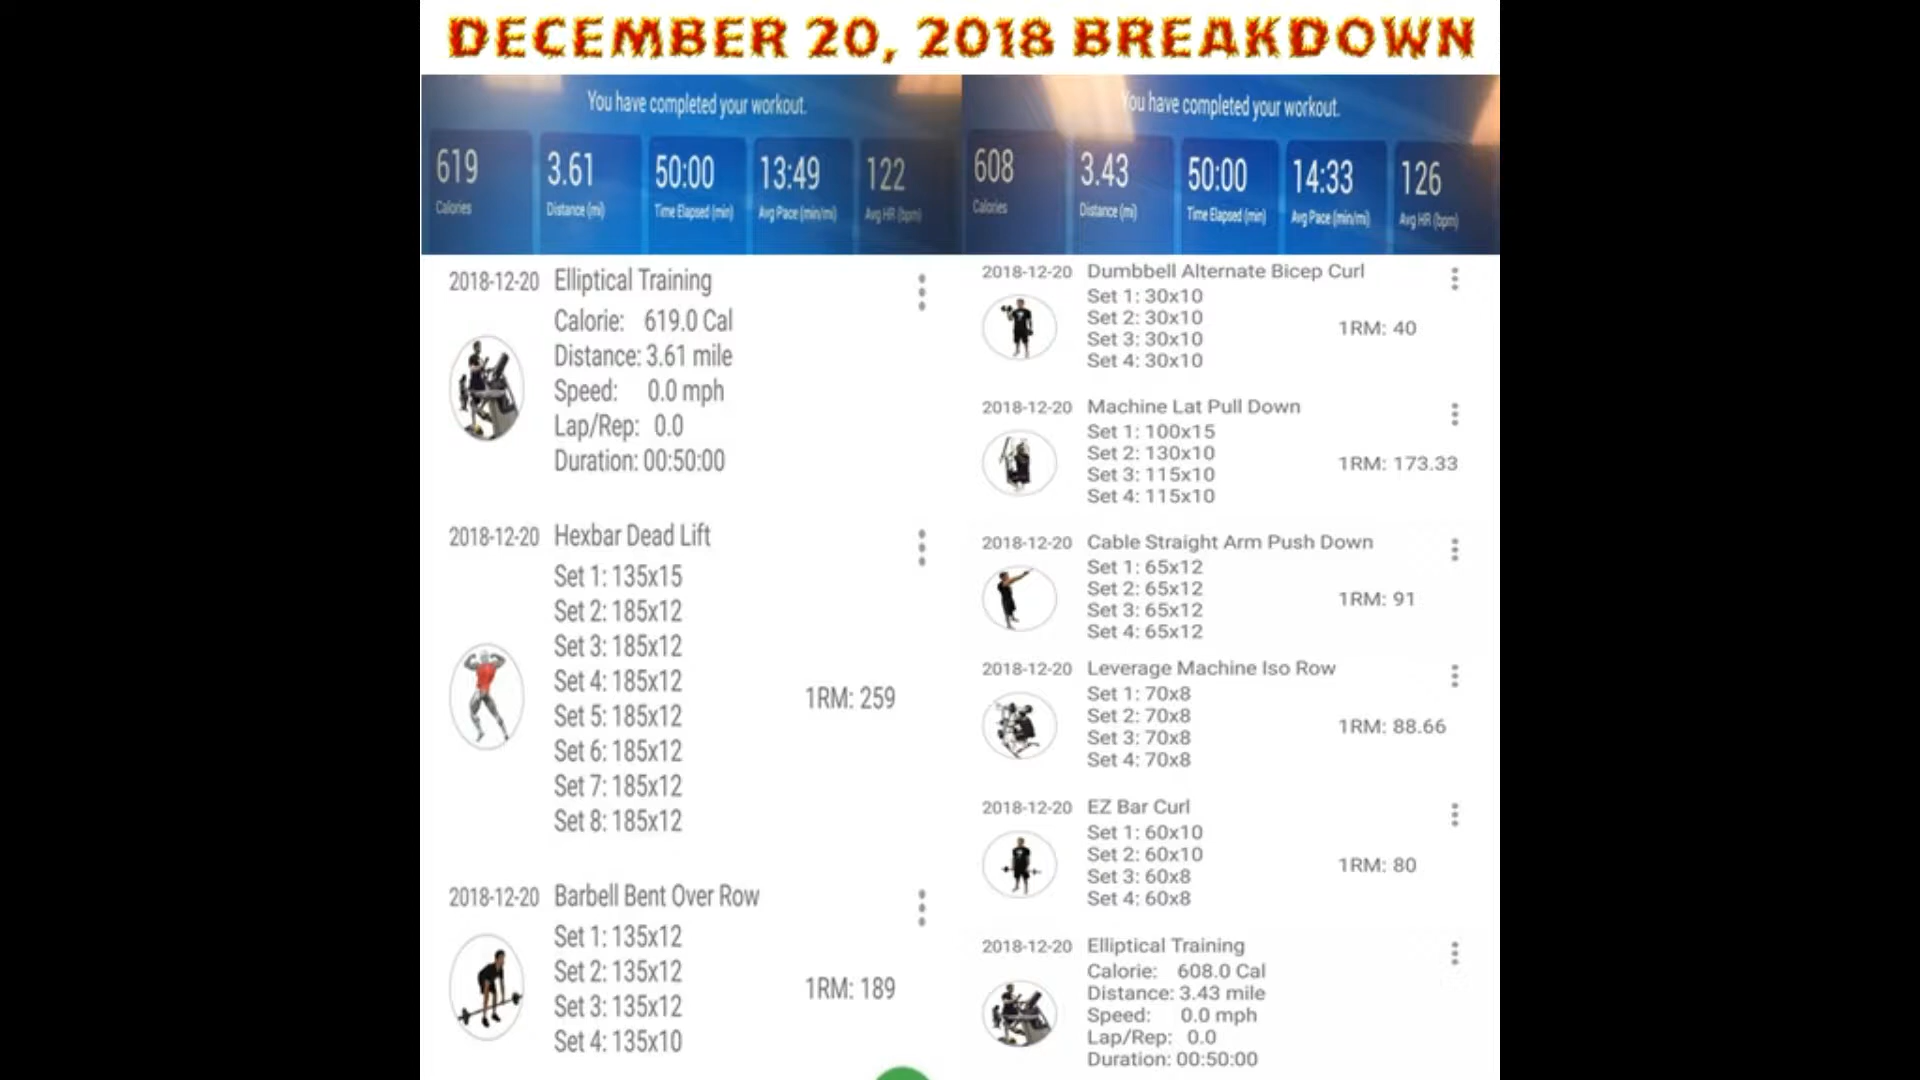 DECEMBER 20, 2018 BREAKDOWN
You have completed your workout.
619
Calories
3.61
Distance (mi)
50:00
Time Elapsed (min)
13:49
Avg Pace (min/mi)
122
Avg HR (bpm)
2018-12-20 Elliptical Training
Calorie: 619.0 Cal
Distance: 3.61 mile
Speed: 0.0 mph
Lap/Rep: 0.0
Duration: 00:50:00
2018-12-20 Hexbar Dead Lift
Set 1: 135x15
Set 2: 185x12
Set 3: 185x12
Set 4: 185x12
1RM: 259
Set 5: 185x12
Set 6: 185x12
Set 7: 185x12
Set 8: 185x12
2018-12-20 Barbell Bent Over Row
Set 1: 135x12
Set 2: 135x12
1RM: 189
Set 3: 135x12
Set 4: 135x10
You have completed your workout.
608
Calories
3.43
Distance (mi)
50:00
Time Elapsed (min)
14:33
Avg Pace (min/mi)
126
Avg HR (bpm)
2018-12-20 Dumbbell Alternate Bicep Curl
Set 1: 30x10
Set 2: 30x10
1RM: 40
Set 3: 30x10
Set 4: 30x10
2018-12-20 Machine Lat Pull Down
Set 1: 100x15
Set 2: 130x10
1RM: 173.33
Set 3: 115x10
Set 4: 115x10
2018-12-20 Cable Straight Arm Push Down
Set 1: 65x12
Set 2: 65x12
1RM: 91
Set 3: 65x12
Set 4: 65x12
2018-12-20 Leverage Machine Iso Row
Set 1: 70x8
Set 2: 70x8
1RM: 88.66
Set 3: 70x8
Set 4: 70x8
2018-12-20 EZ Bar Curl
Set 1: 60x10
Set 2: 60x10
1RM: 80
Set 3: 60x8
Set 4: 60x8
2018-12-20 Elliptical Training
Calorie: 608.0 Cal
Distance: 3.43 mile
Speed: 0.0 mph
Lap/Rep: 0.0
Duration: 00:50:00